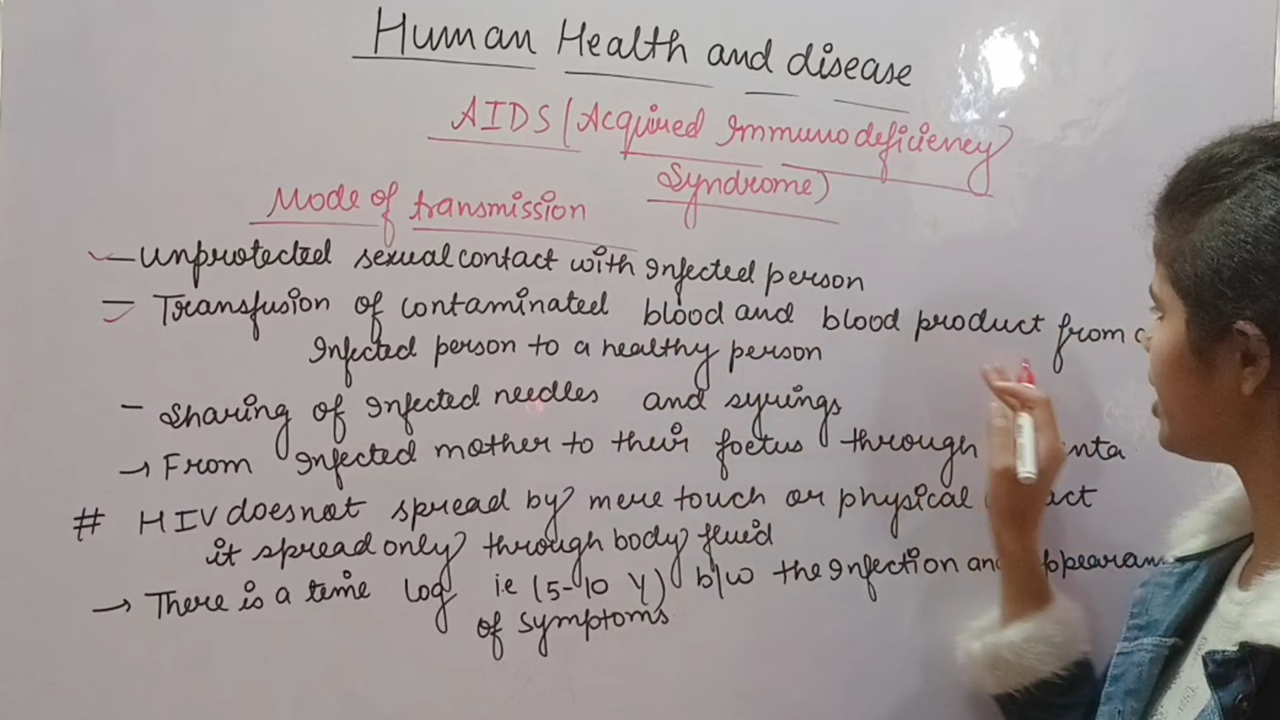 Human Health and disease
AIDS (Acquired Immunodeficiency
Syndrome)
Mode of transmission
– Unprotected sexual contact with Infected person
= Transfusion of contaminated blood and blood product from a
Infected person to a healthy person
– Sharing of Infected needles and syrings
→ From Infected mother to their foetus through
# HIV does not spread by mere touch or physical
it spread only through body fluid
→ There is a time log i.e (5-10 Y) b/w the Infection and
of symptoms